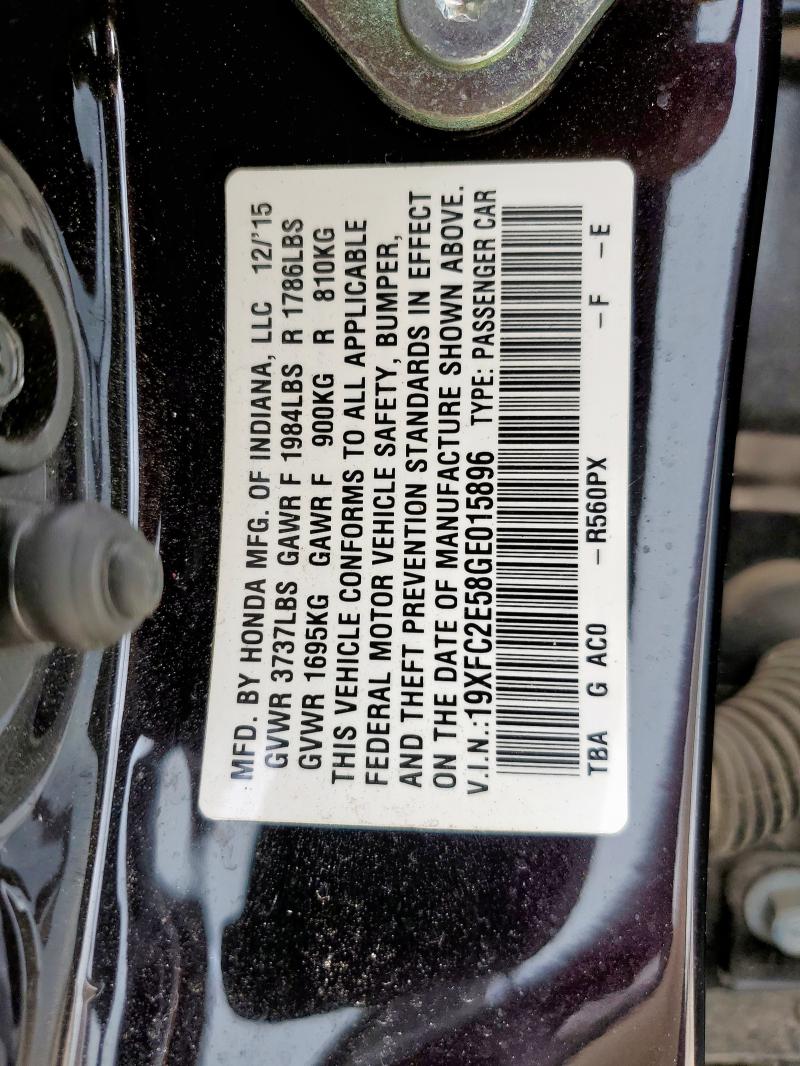 MFD. BY HONDA MFG. OF INDIANA, LLC 12/'15
GVWR 3737LBS GAWR F 1984LBS R 1786LBS
GVWR 1695KG GAWR F 900KG R 810KG
THIS VEHICLE CONFORMS TO ALL APPLICABLE
FEDERAL MOTOR VEHICLE SAFETY, BUMPER,
AND THEFT PREVENTION STANDARDS IN EFFECT
ON THE DATE OF MANUFACTURE SHOWN ABOVE.
V.I.N.:19XFC2E58GE015896 TYPE: PASSENGER CAR
TBA G AC0 –R560PX –F –E